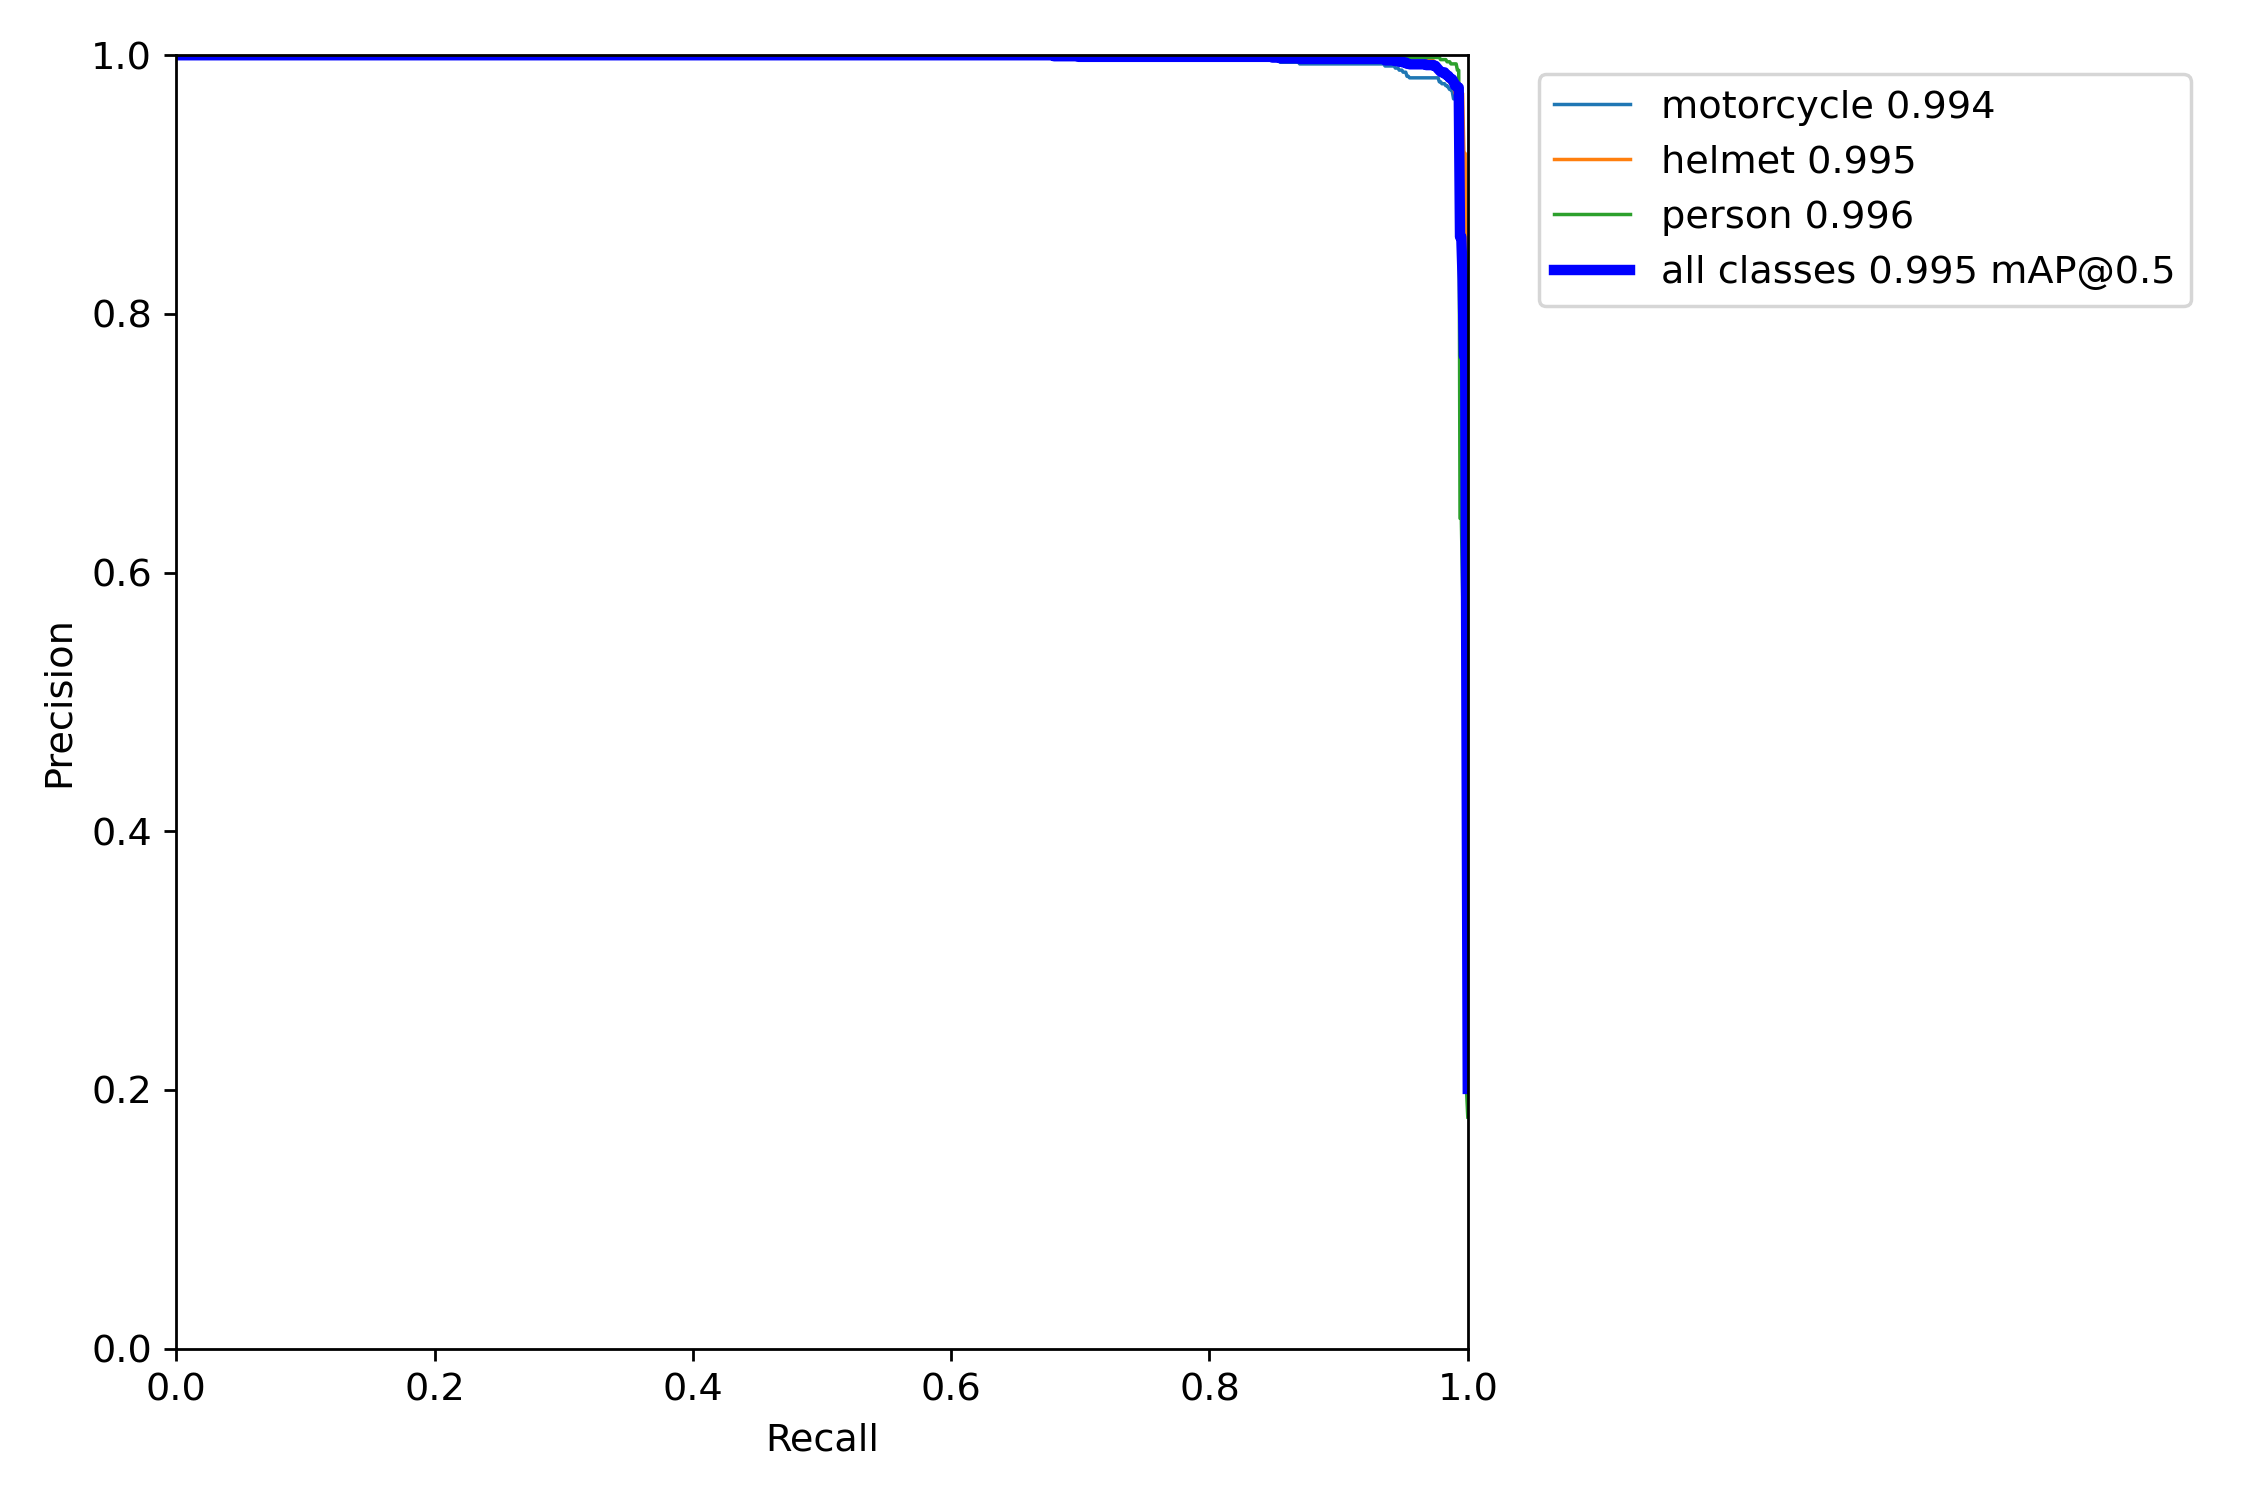 motorcycle 0.994
helmet 0.995
person 0.996
all classes 0.995 mAP@0.5
Precision
1.0
0.8
0.6
0.4
0.2
0.0
0.0 0.2 0.4 0.6 0.8 1.0
Recall